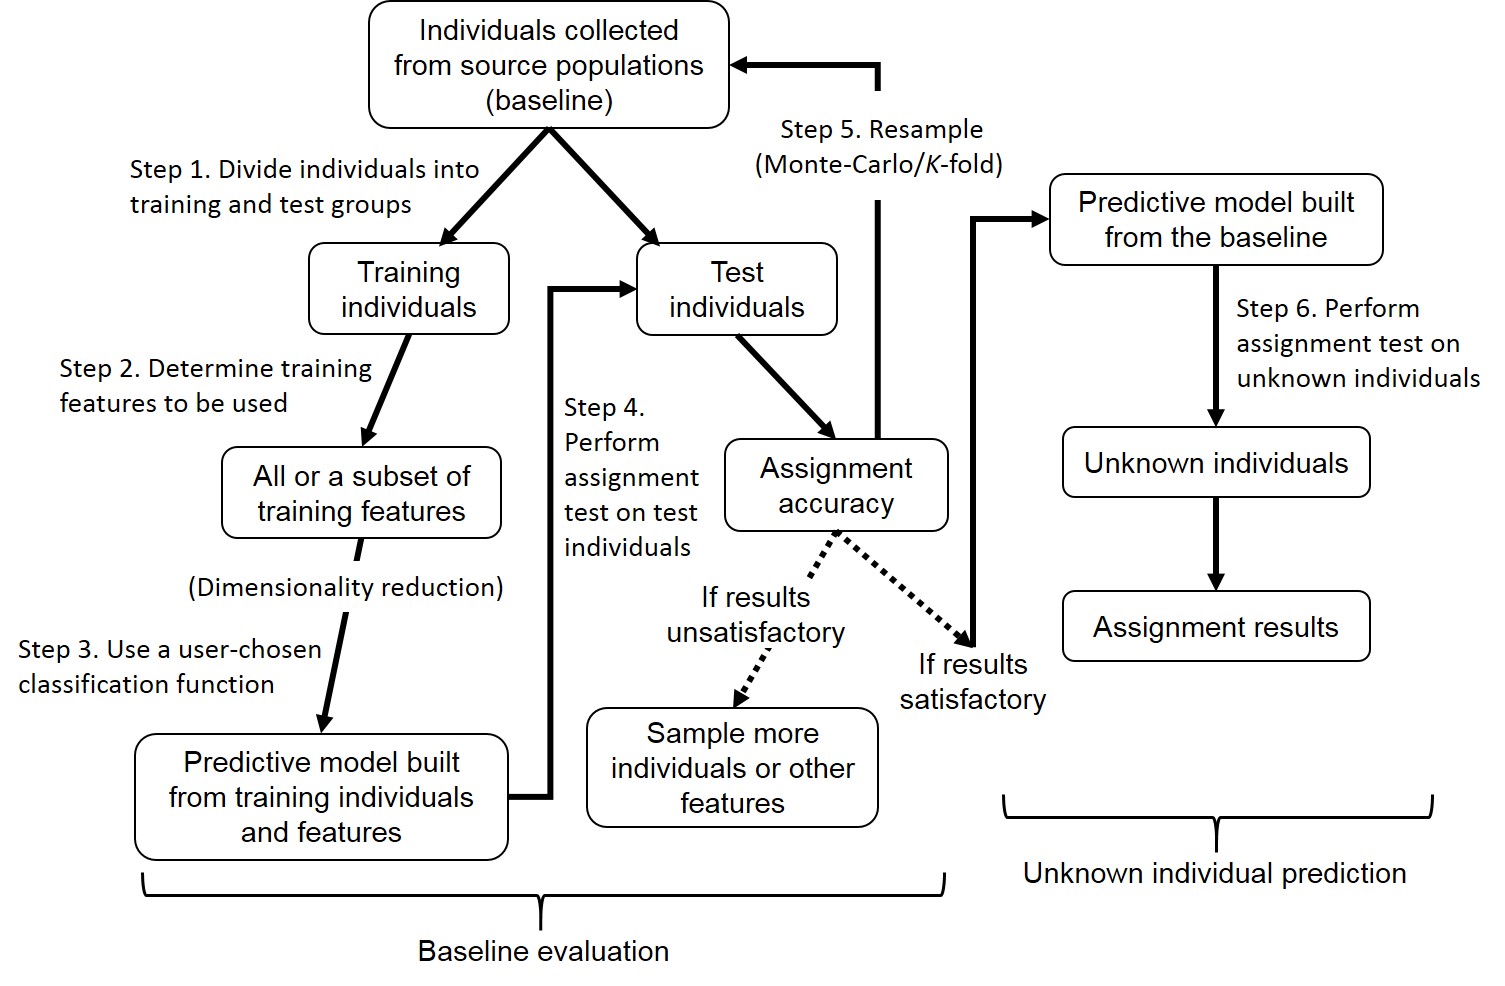 Individuals collected
from source populations
(baseline)
Step 1. Divide individuals into
training and test groups
Step 5. Resample
(Monte-Carlo/K-fold)
Training
individuals
Test
individuals
Step 2. Determine training
features to be used
All or a subset of
training features
(Dimensionality reduction)
Step 3. Use a user-chosen
classification function
Predictive model built
from training individuals
and features
Step 4.
Perform
assignment
test on test
individuals
Assignment
accuracy
If results
unsatisfactory
Sample more
individuals or other
features
If results
satisfactory
Predictive model built
from the baseline
Step 6. Perform
assignment test on
unknown individuals
Unknown individuals
Assignment results
Baseline evaluation
Unknown individual prediction